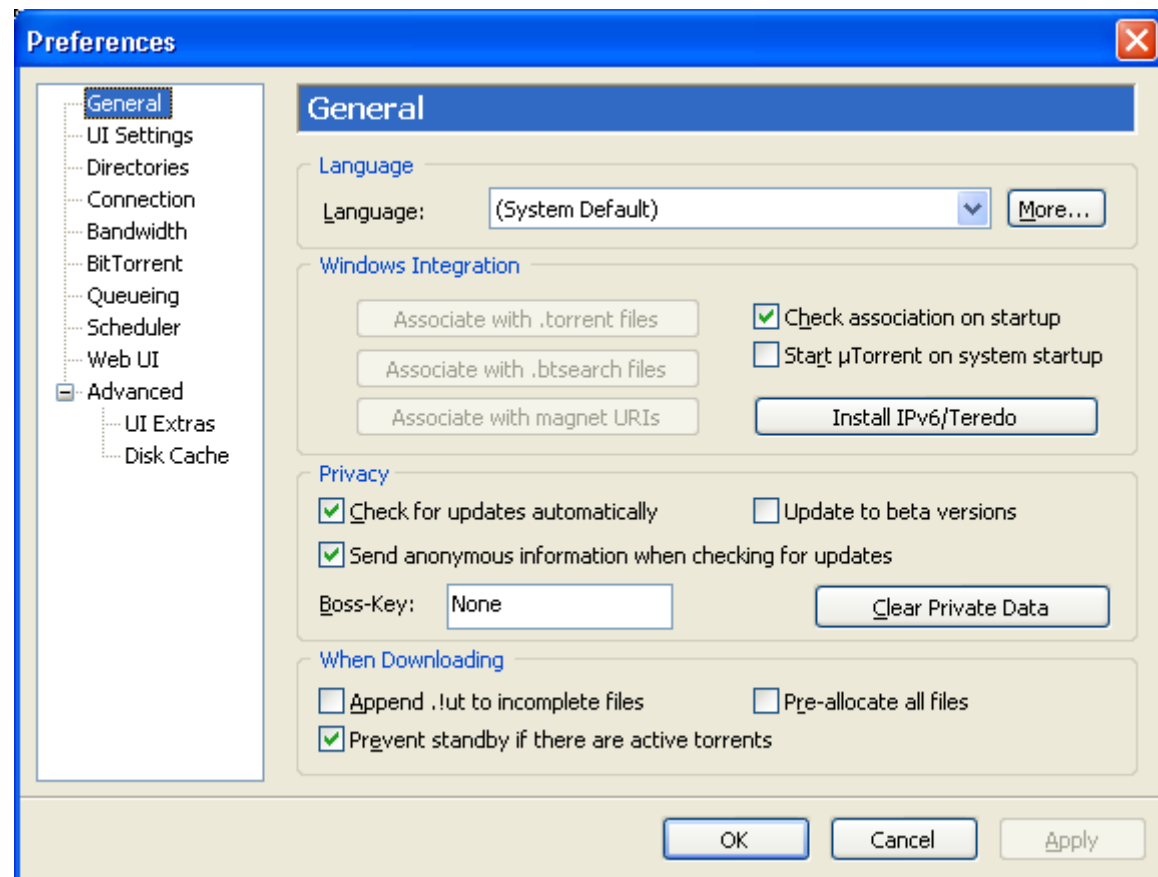 Preferences
General
UI Settings
Directories
Connection
Bandwidth
BitTorrent
Queueing
Scheduler
Web UI
Advanced
UI Extras
Disk Cache
General
Language
Language: (System Default) More...
Windows Integration
Associate with .torrent files Check association on startup
Start µTorrent on system startup
Associate with .btsearch files
Associate with magnet URIs Install IPv6/Teredo
Privacy
Check for updates automatically Update to beta versions
Send anonymous information when checking for updates
Boss-Key: None Clear Private Data
When Downloading
Append .!ut to incomplete files Pre-allocate all files
Prevent standby if there are active torrents
OK Cancel Apply